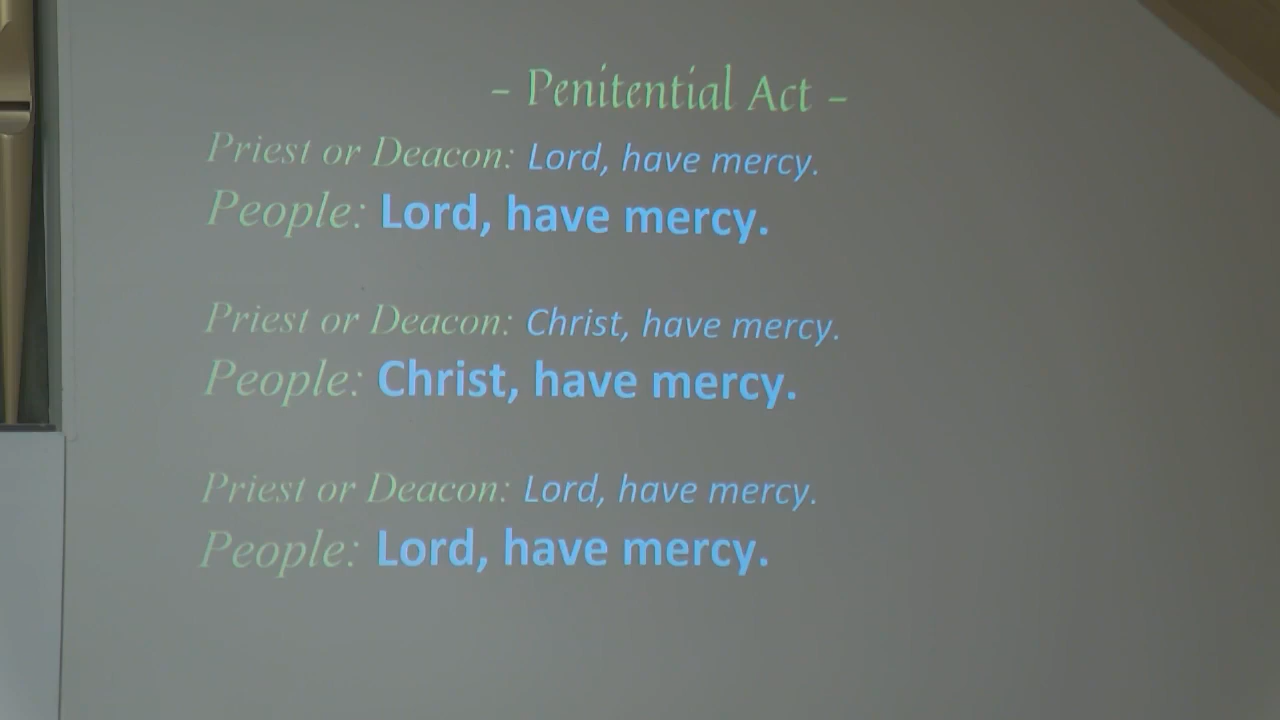 – Penitential Act –
Priest or Deacon: Lord, have mercy.
People: Lord, have mercy.
Priest or Deacon: Christ, have mercy.
People: Christ, have mercy.
Priest or Deacon: Lord, have mercy.
People: Lord, have mercy.